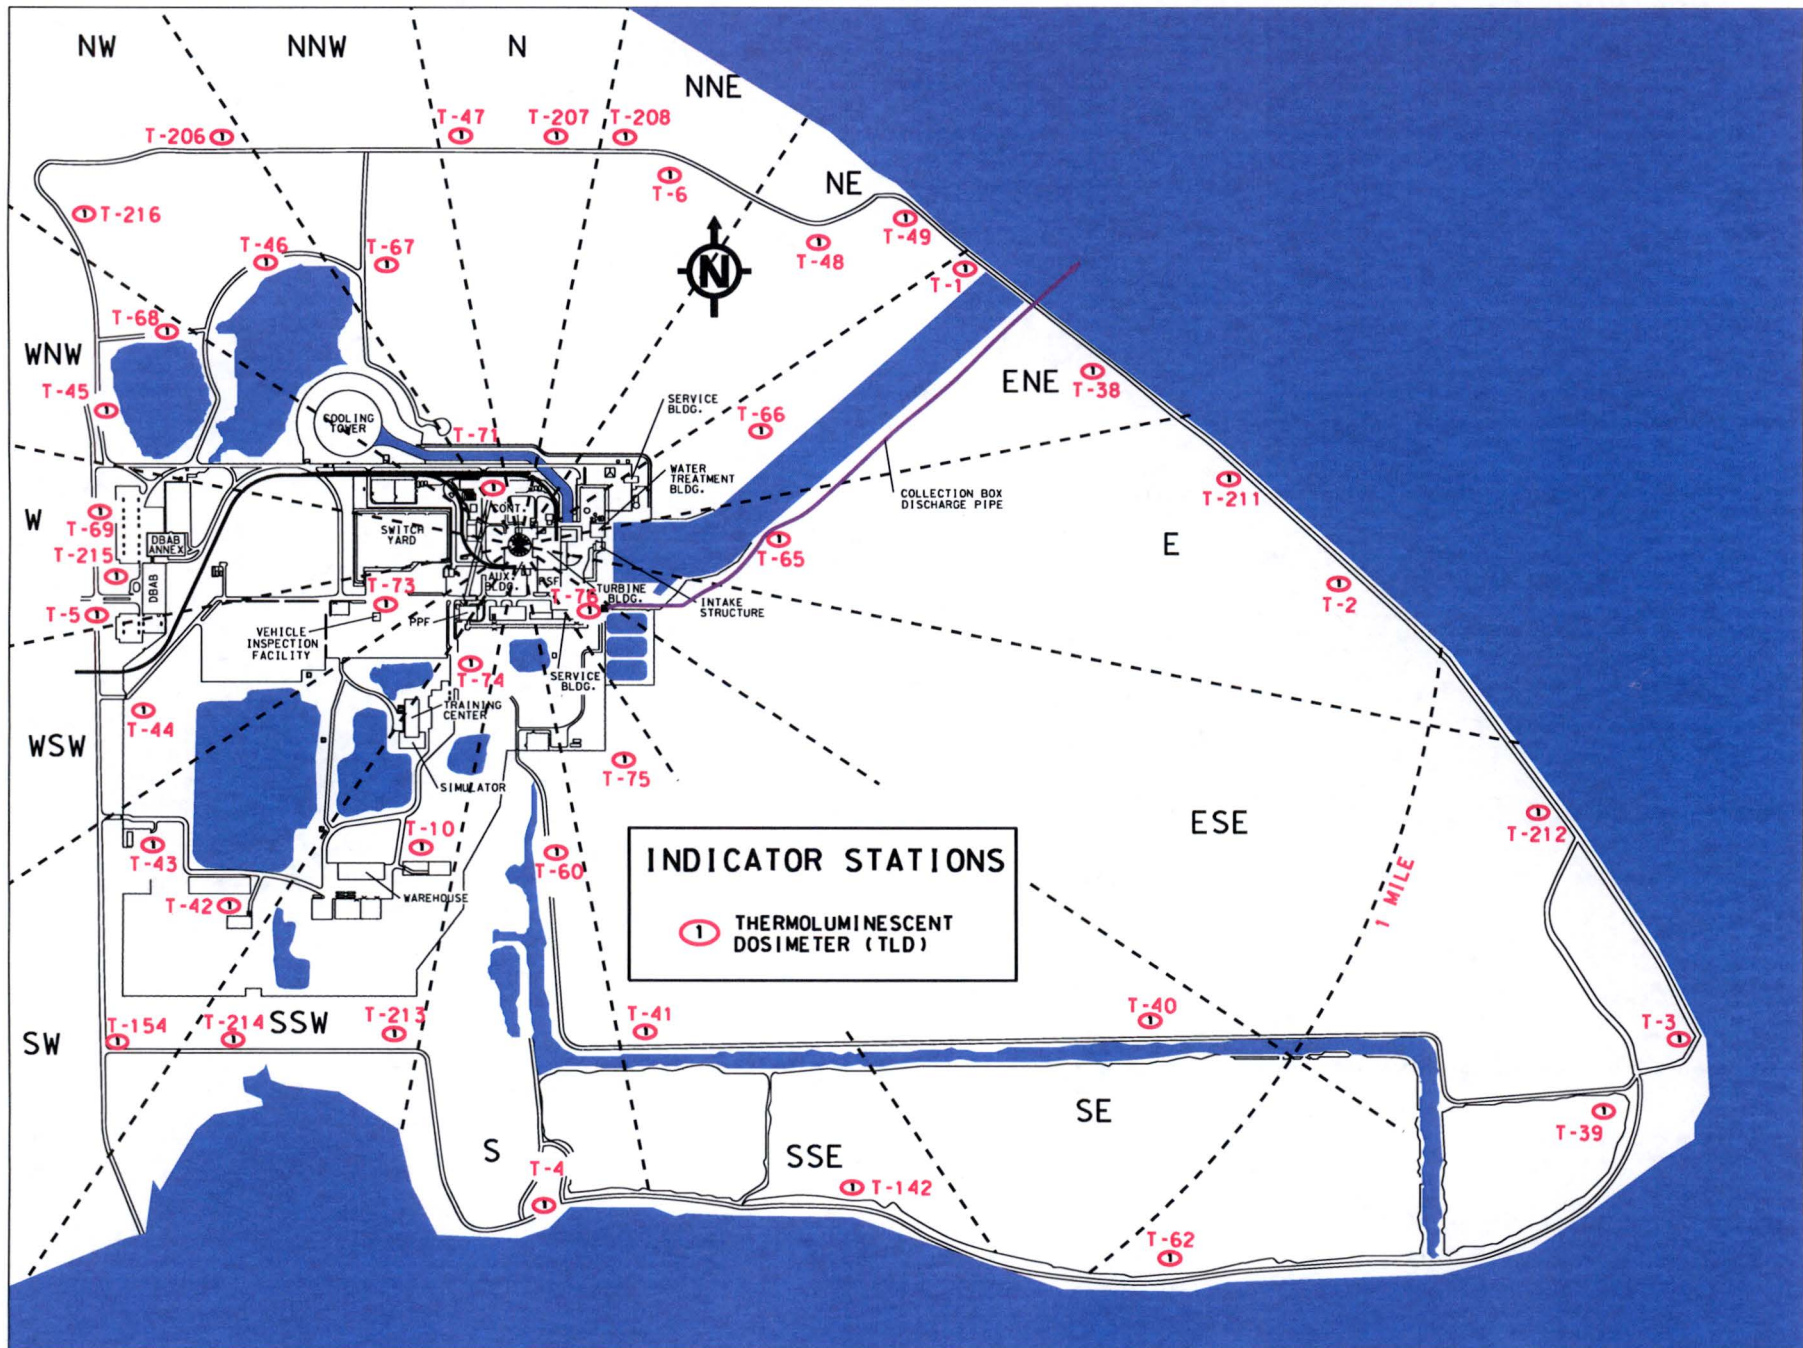 NW
NNW
N
NNE
T-206
T-47
T-207
T-208
T-6
NE
T-216
T-49
T-46
T-67
T-48
N
T-1
T-68
WNW
T-45
ENE
T-38
COOLING
TOWER
SERVICE
BLDG.
T-66
T-71
WATER
TREATMENT
BLDG.
T-211
COLLECTION BOX
DISCHARGE PIPE
W
T-69
CONT.
SWITCH
YARD
DBAB
ANNEX
T-65
E
T-215
DBAB
AUX.
BLDG.
TURBINE
BLDG.
T-73
T-76
INTAKE
STRUCTURE
T-2
T-5
PPF
VEHICLE
INSPECTION
FACILITY
T-74
SERVICE
BLDG.
TRAINING
CENTER
T-44
WSW
T-75
SIMULATOR
ESE
T-212
T-10
T-43
T-60
INDICATOR STATIONS
1 THERMOLUMINESCENT
DOSIMETER (TLD)
1 MILE
WAREHOUSE
T-42
T-154
T-214
SSW
T-213
T-41
T-40
T-3
SW
SE
T-39
S
SSE
T-4
T-142
T-62